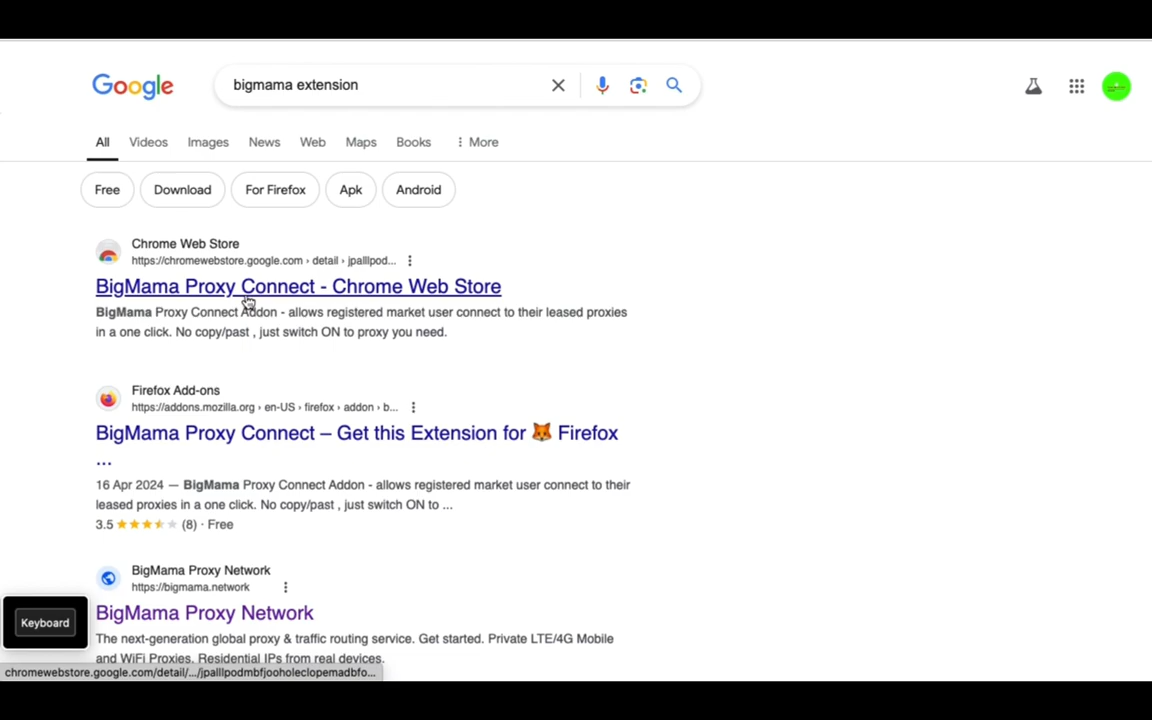 Google
bigmama extension
All Videos Images News Web Maps Books More
Free Download For Firefox Apk Android
Chrome Web Store
https://chromewebstore.google.com › detail › jpalllpod...
BigMama Proxy Connect - Chrome Web Store
BigMama Proxy Connect Addon - allows registered market user connect to their leased proxies
in a one click. No copy/past , just switch ON to proxy you need.
Firefox Add-ons
https://addons.mozilla.org › en-US › firefox › addon › b...
BigMama Proxy Connect – Get this Extension for 🦊 Firefox
...
16 Apr 2024 — BigMama Proxy Connect Addon - allows registered market user connect to their
leased proxies in a one click. No copy/past , just switch ON to ...
3.5 (8) · Free
BigMama Proxy Network
https://bigmama.network
BigMama Proxy Network
The next-generation global proxy & traffic routing service. Get started. Private LTE/4G Mobile
and WiFi Proxies. Residential IPs from real devices.
Keyboard
chromewebstore.google.com/detail/.../jpalllpodmbfjooholeclopemadbfo...